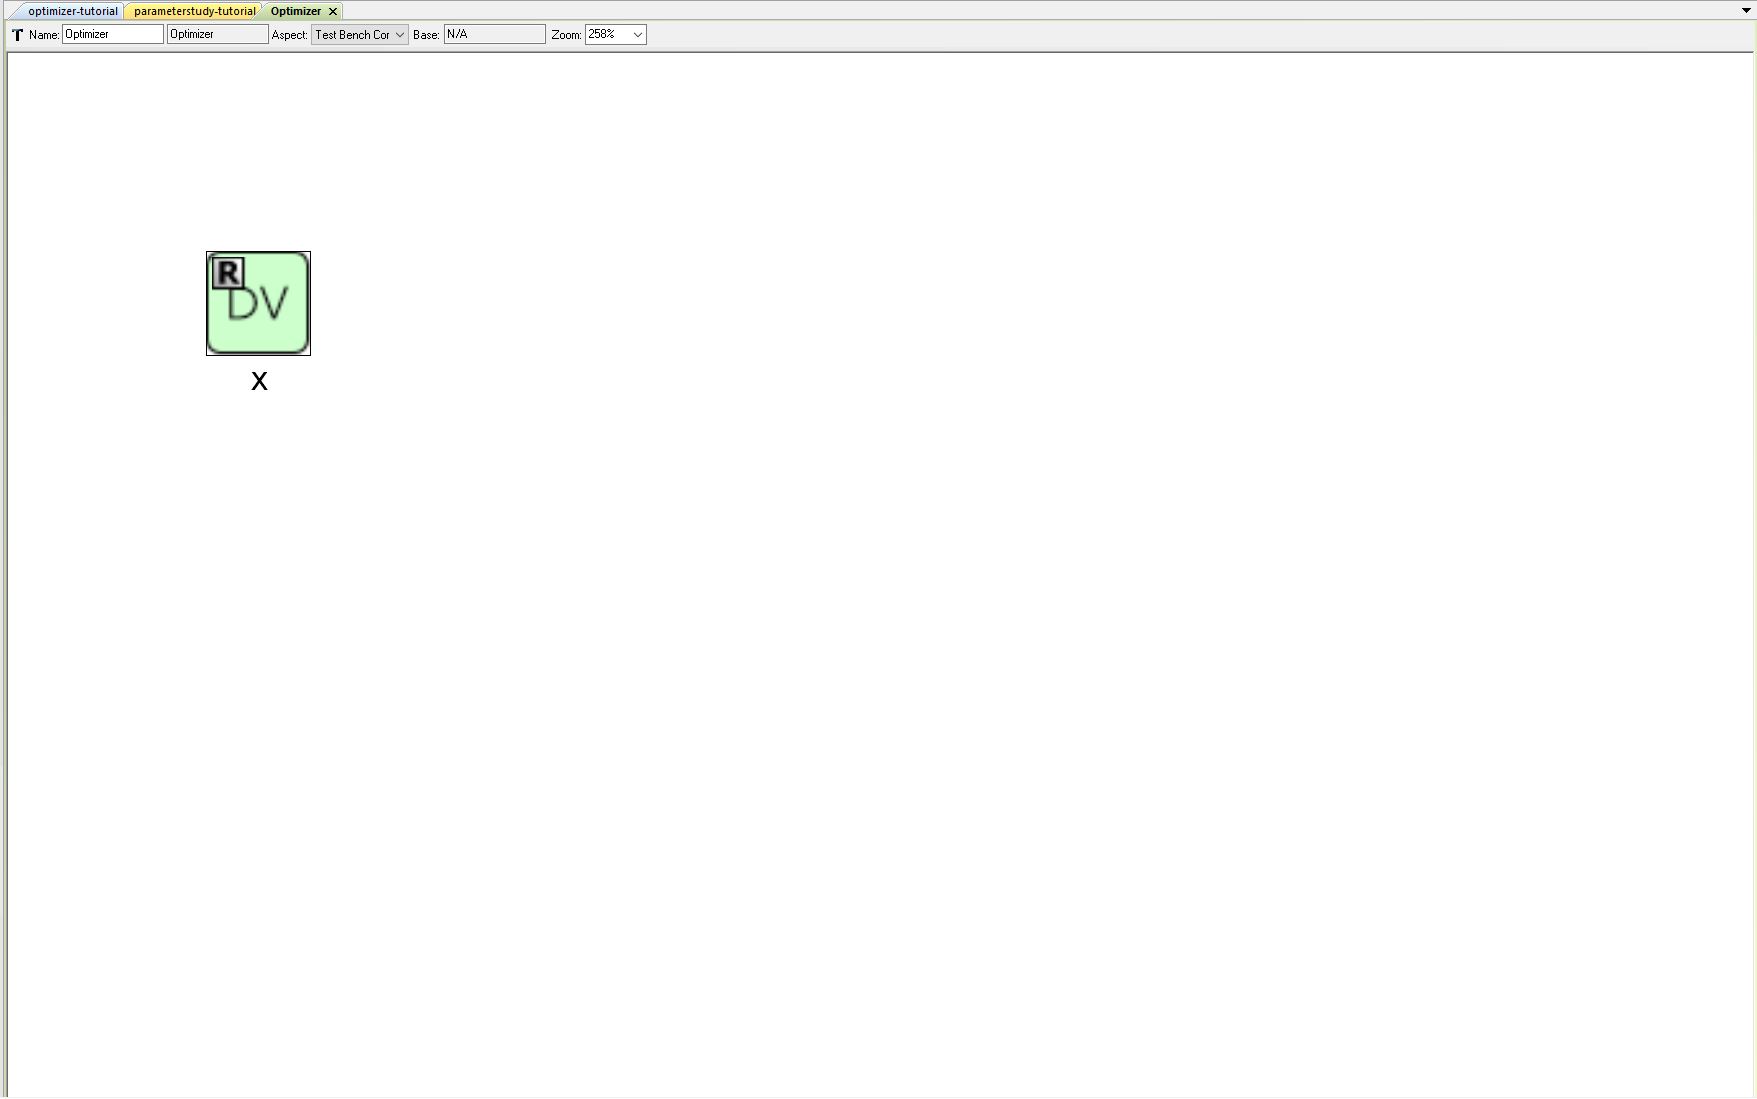 optimizer-tutorial parameterstudy-tutorial Optimizer
Name: Optimizer Optimizer Aspect: Test Bench Cor Base: N/A Zoom: 258%
R
DV
x